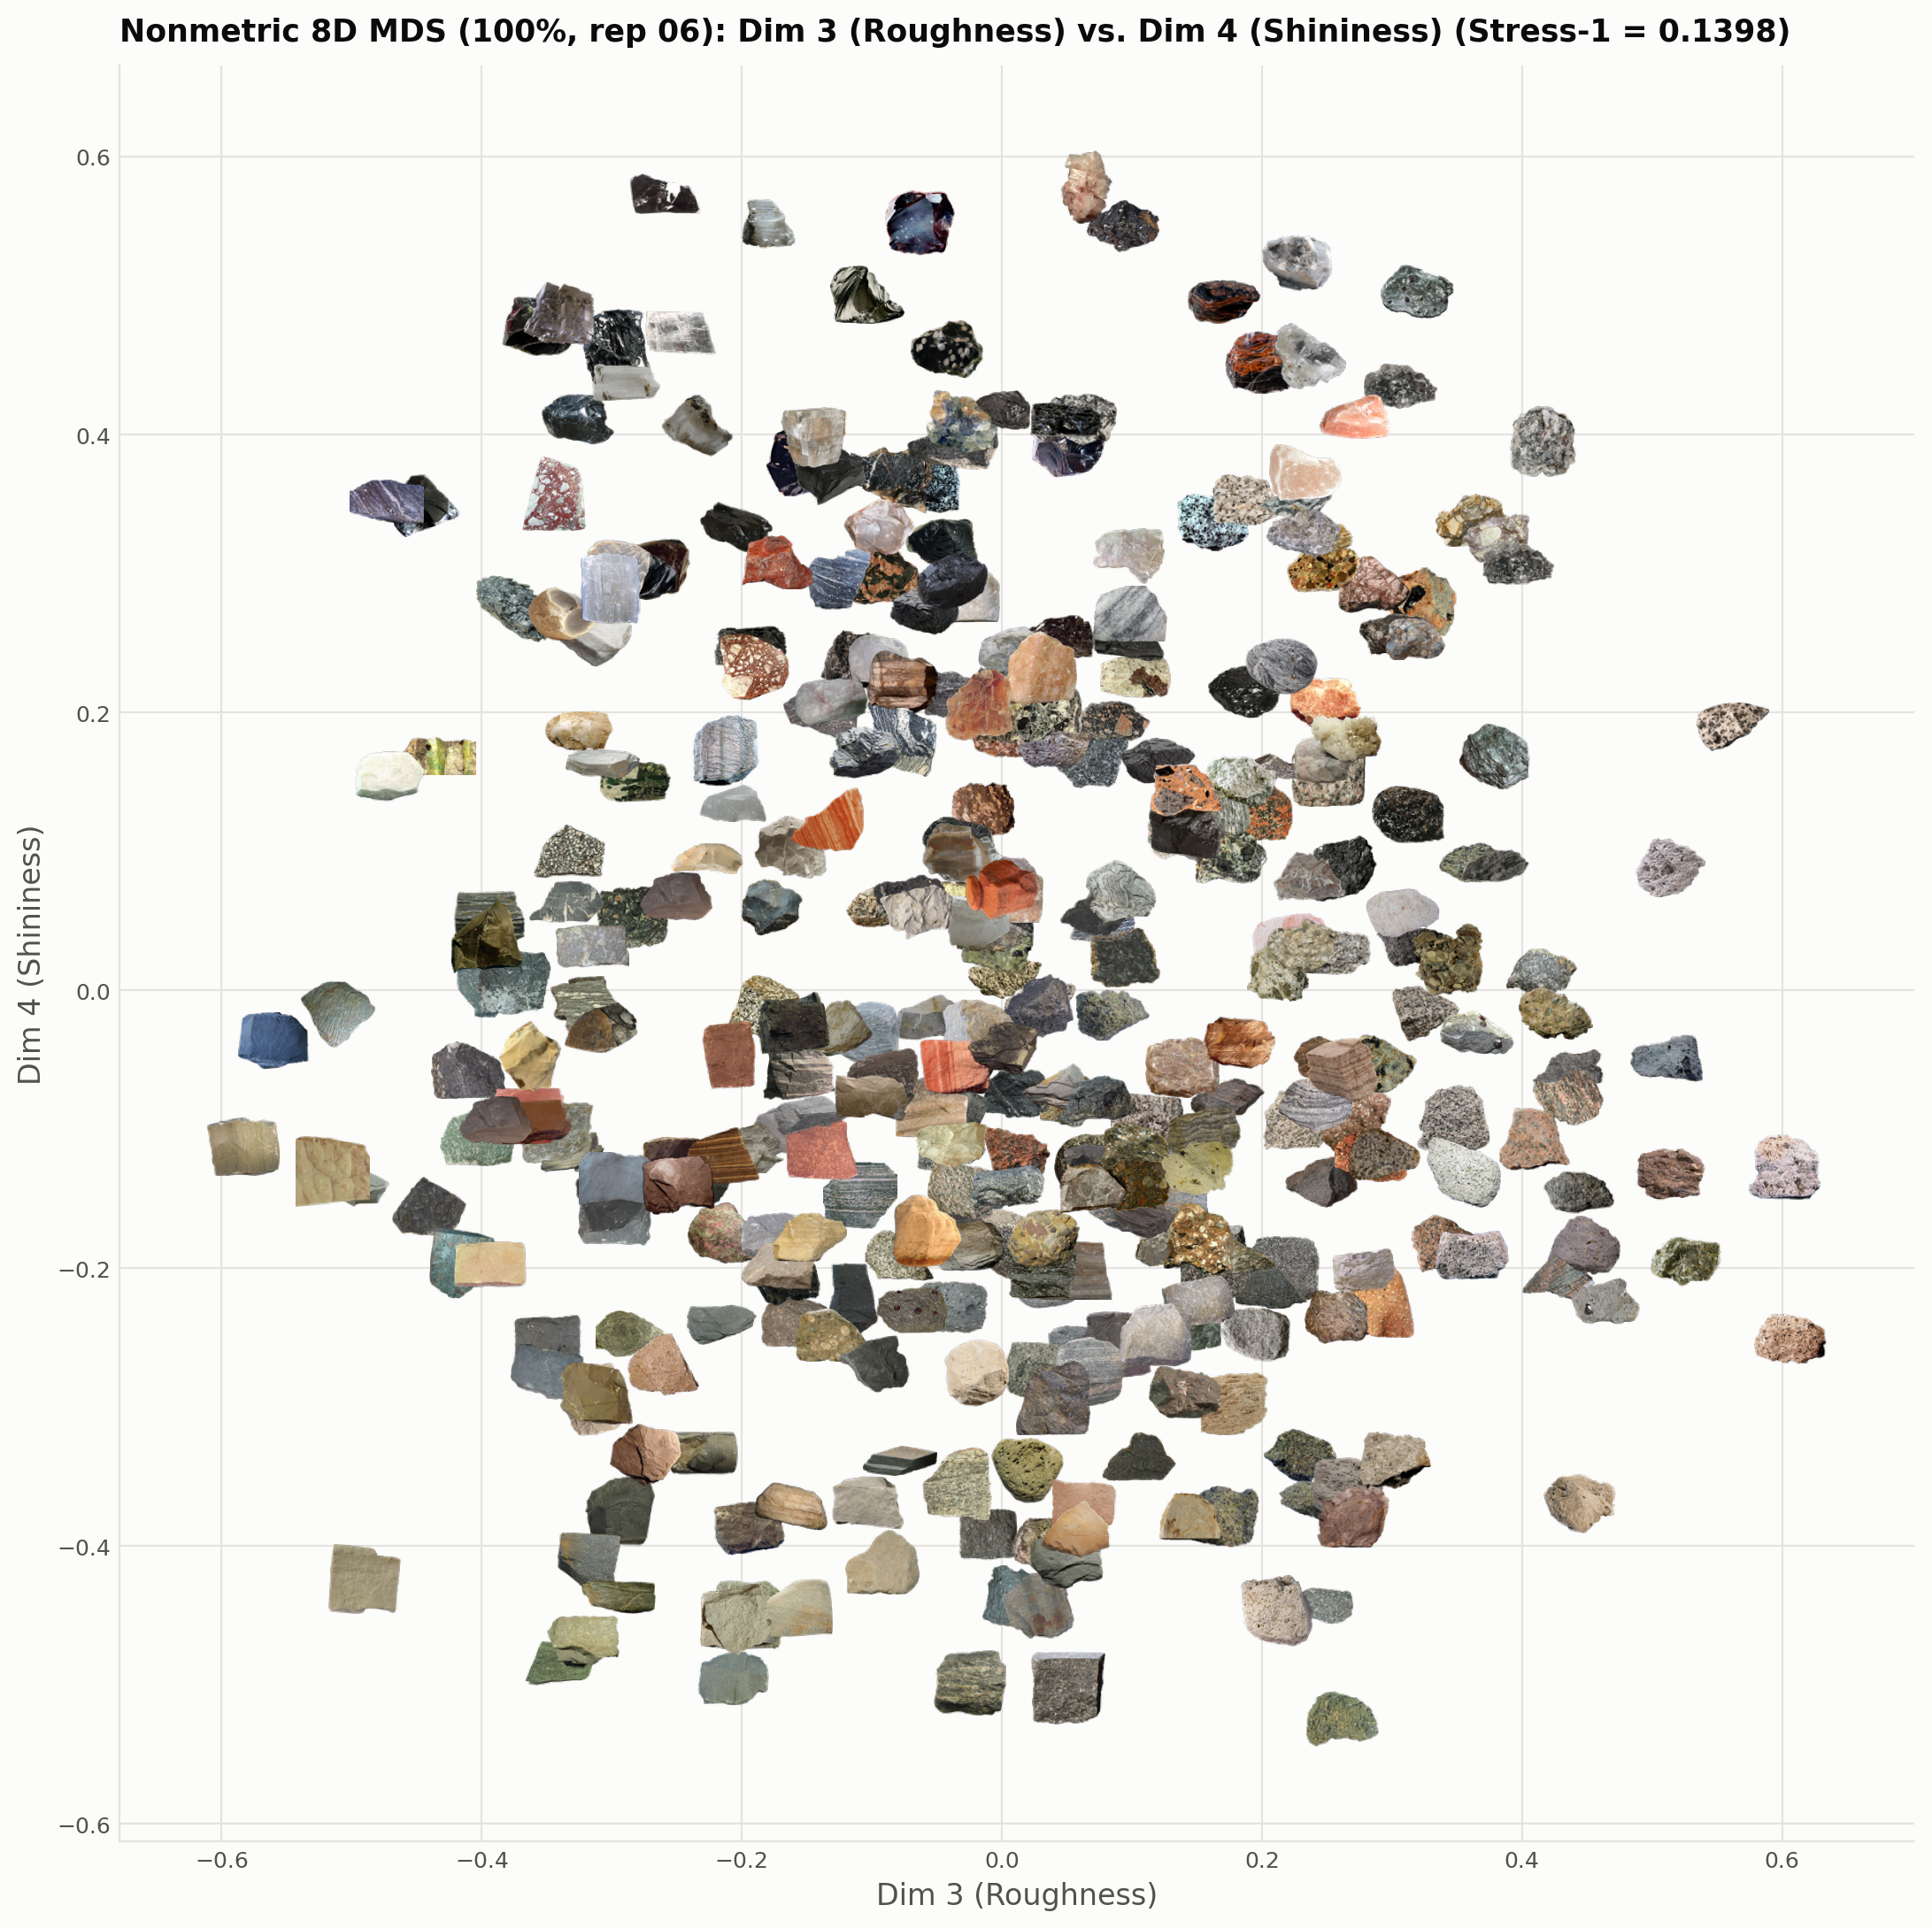 Nonmetric 8D MDS (100%, rep 06): Dim 3 (Roughness) vs. Dim 4 (Shininess) (Stress-1 = 0.1398)
Dim 4 (Shininess)
0.6
0.4
0.2
0.0
−0.2
−0.4
−0.6
−0.6 −0.4 −0.2 0.0 0.2 0.4 0.6
Dim 3 (Roughness)